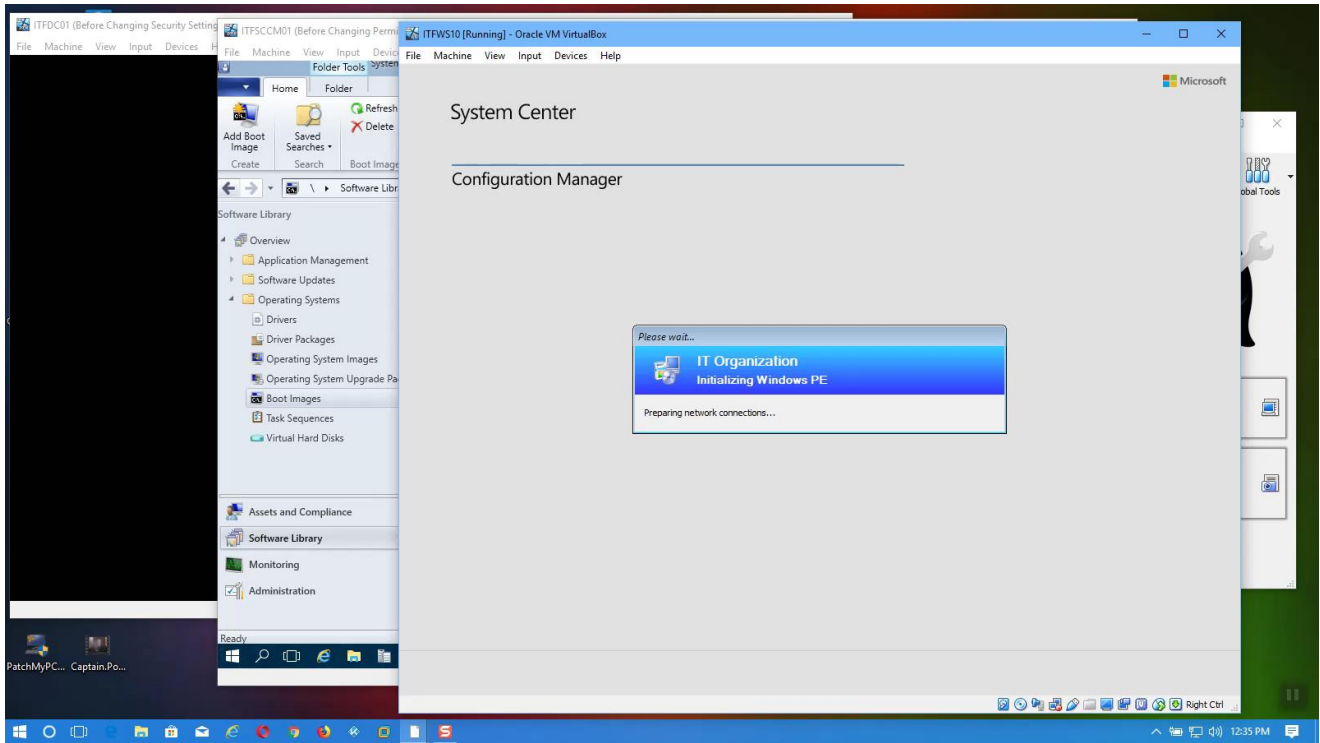 ITFDC01 (Before Changing Security Setting
File Machine View Input Devices H
ITFSCCM01 (Before Changing Permi
File Machine View Input Device
Folder Tools System
Home Folder
Add Boot Image
Saved Searches
Refresh
Delete
Create Search Boot Image
\ Software Libr
Software Library
Overview
Application Management
Software Updates
Operating Systems
Drivers
Driver Packages
Operating System Images
Operating System Upgrade Pa
Boot Images
Task Sequences
Virtual Hard Disks
Assets and Compliance
Software Library
Monitoring
Administration
Ready
ITFWS10 [Running] - Oracle VM VirtualBox
File Machine View Input Devices Help
Microsoft
System Center
Configuration Manager
Please wait...
IT Organization
Initializing Windows PE
Preparing network connections...
Right Ctrl
obal Tools
PatchMyPC... Captain.Po...
12:35 PM